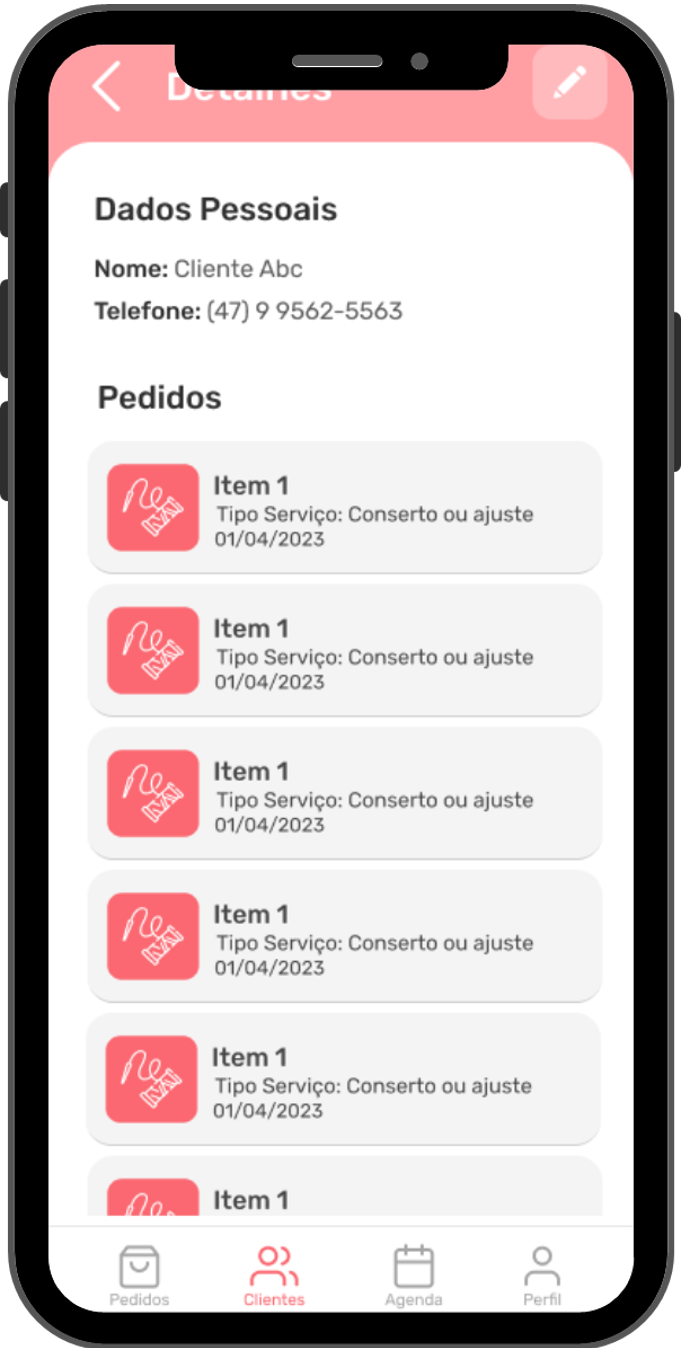 Detalhes
Dados Pessoais
Nome: Cliente Abc
Telefone: (47) 9 9562-5563
Pedidos
Item 1
Tipo Serviço: Conserto ou ajuste
01/04/2023
Item 1
Tipo Serviço: Conserto ou ajuste
01/04/2023
Item 1
Tipo Serviço: Conserto ou ajuste
01/04/2023
Item 1
Tipo Serviço: Conserto ou ajuste
01/04/2023
Item 1
Tipo Serviço: Conserto ou ajuste
01/04/2023
Item 1
Pedidos
Clientes
Agenda
Perfil